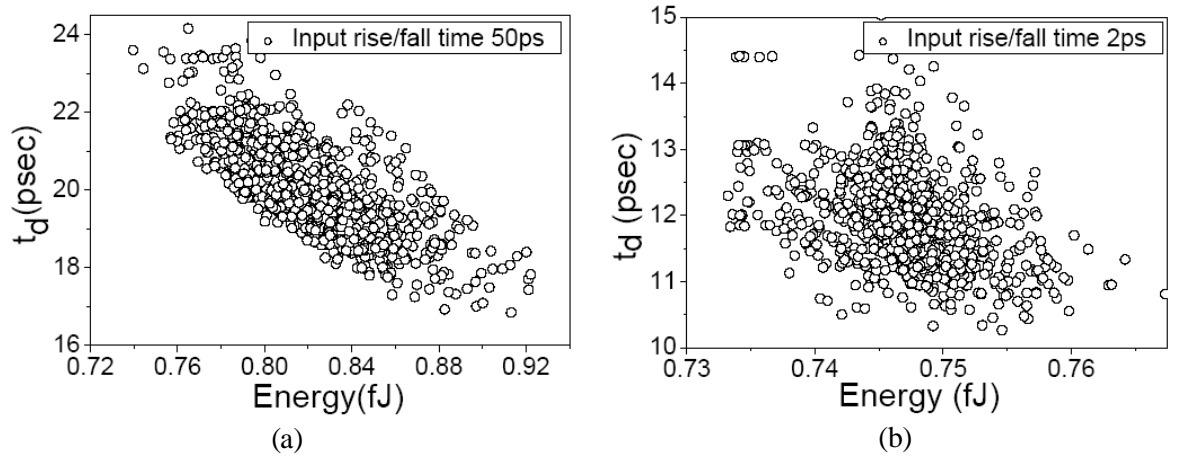 24
22
20
18
16
t_d(psec)
Input rise/fall time 50ps
0.72 0.76 0.80 0.84 0.88 0.92
Energy(fJ)
(a)
15
14
13
12
11
10
t_d (psec)
Input rise/fall time 2ps
0.73 0.74 0.75 0.76
Energy (fJ)
(b)